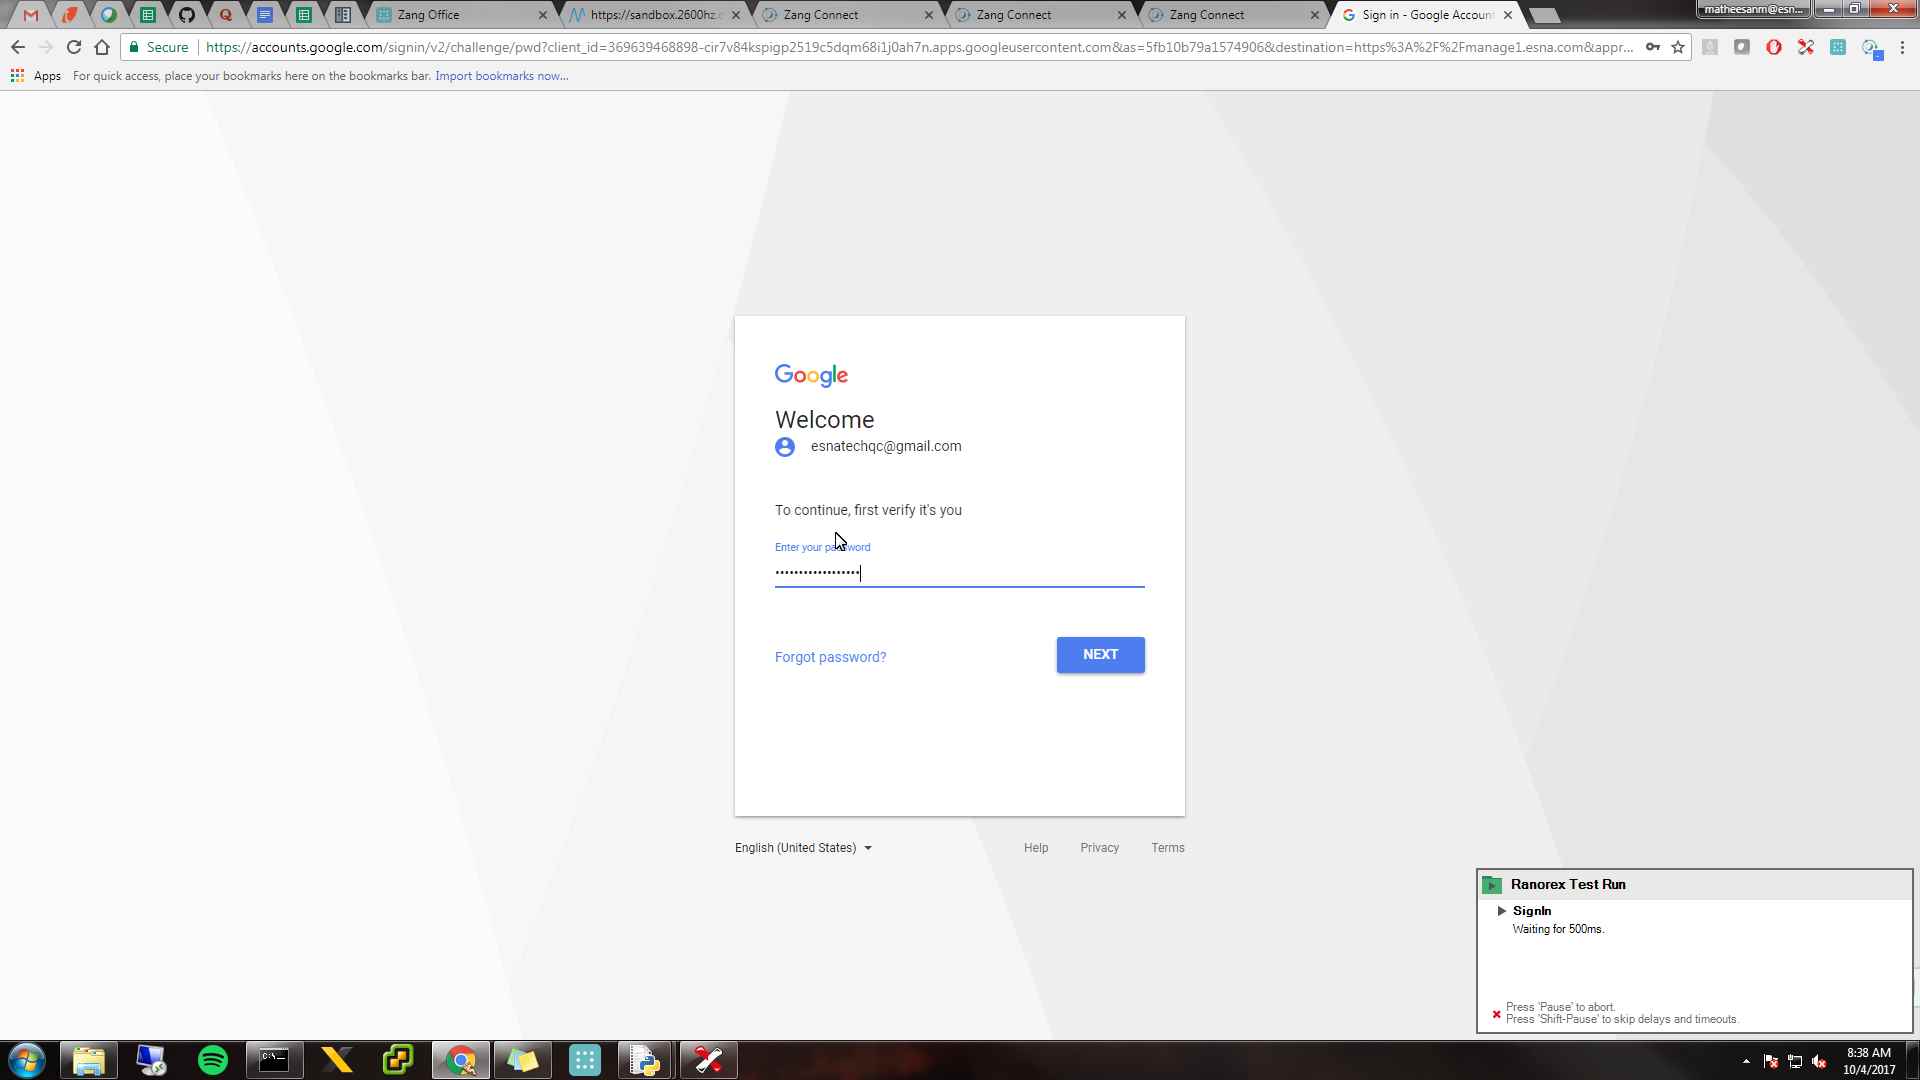 Zang Office
https://sandbox.2600hz.c
Zang Connect
Zang Connect
Zang Connect
Sign in - Google Accoun
matheesanm@esn...
Secure
https://accounts.google.com/signin/v2/challenge/pwd?client_id=369639468898-cir7v84kspigp2519c5dqm68i1j0ah7n.apps.googleusercontent.com&as=5fb10b79a1574906&destination=https%3A%2F%2Fmanage1.esna.com&appr...
Apps
For quick access, place your bookmarks here on the bookmarks bar. Import bookmarks now...
Google
Welcome
esnatechqc@gmail.com
To continue, first verify it's you
Enter your password
Forgot password?
NEXT
English (United States)
Help
Privacy
Terms
Ranorex Test Run
SignIn
Waiting for 500ms.
Press 'Pause' to abort.
Press 'Shift-Pause' to skip delays and timeouts.
8:38 AM
10/4/2017